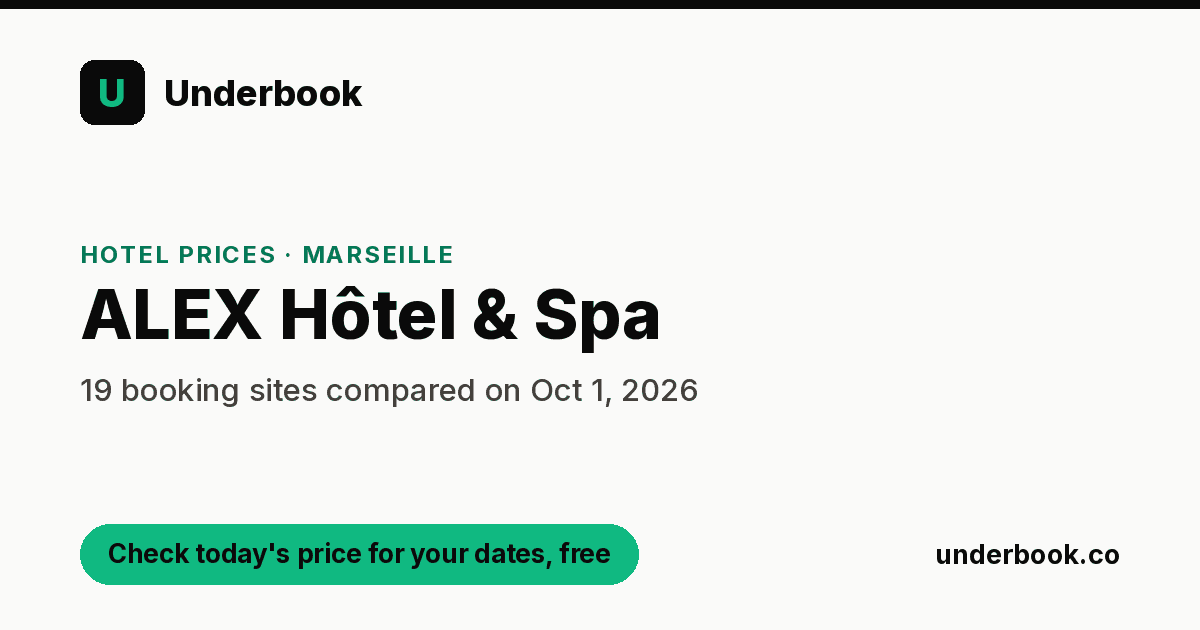 U Underbook
HOTEL PRICES · MARSEILLE
ALEX Hôtel & Spa
19 booking sites compared on Oct 1, 2026
Check today's price for your dates, free
underbook.co